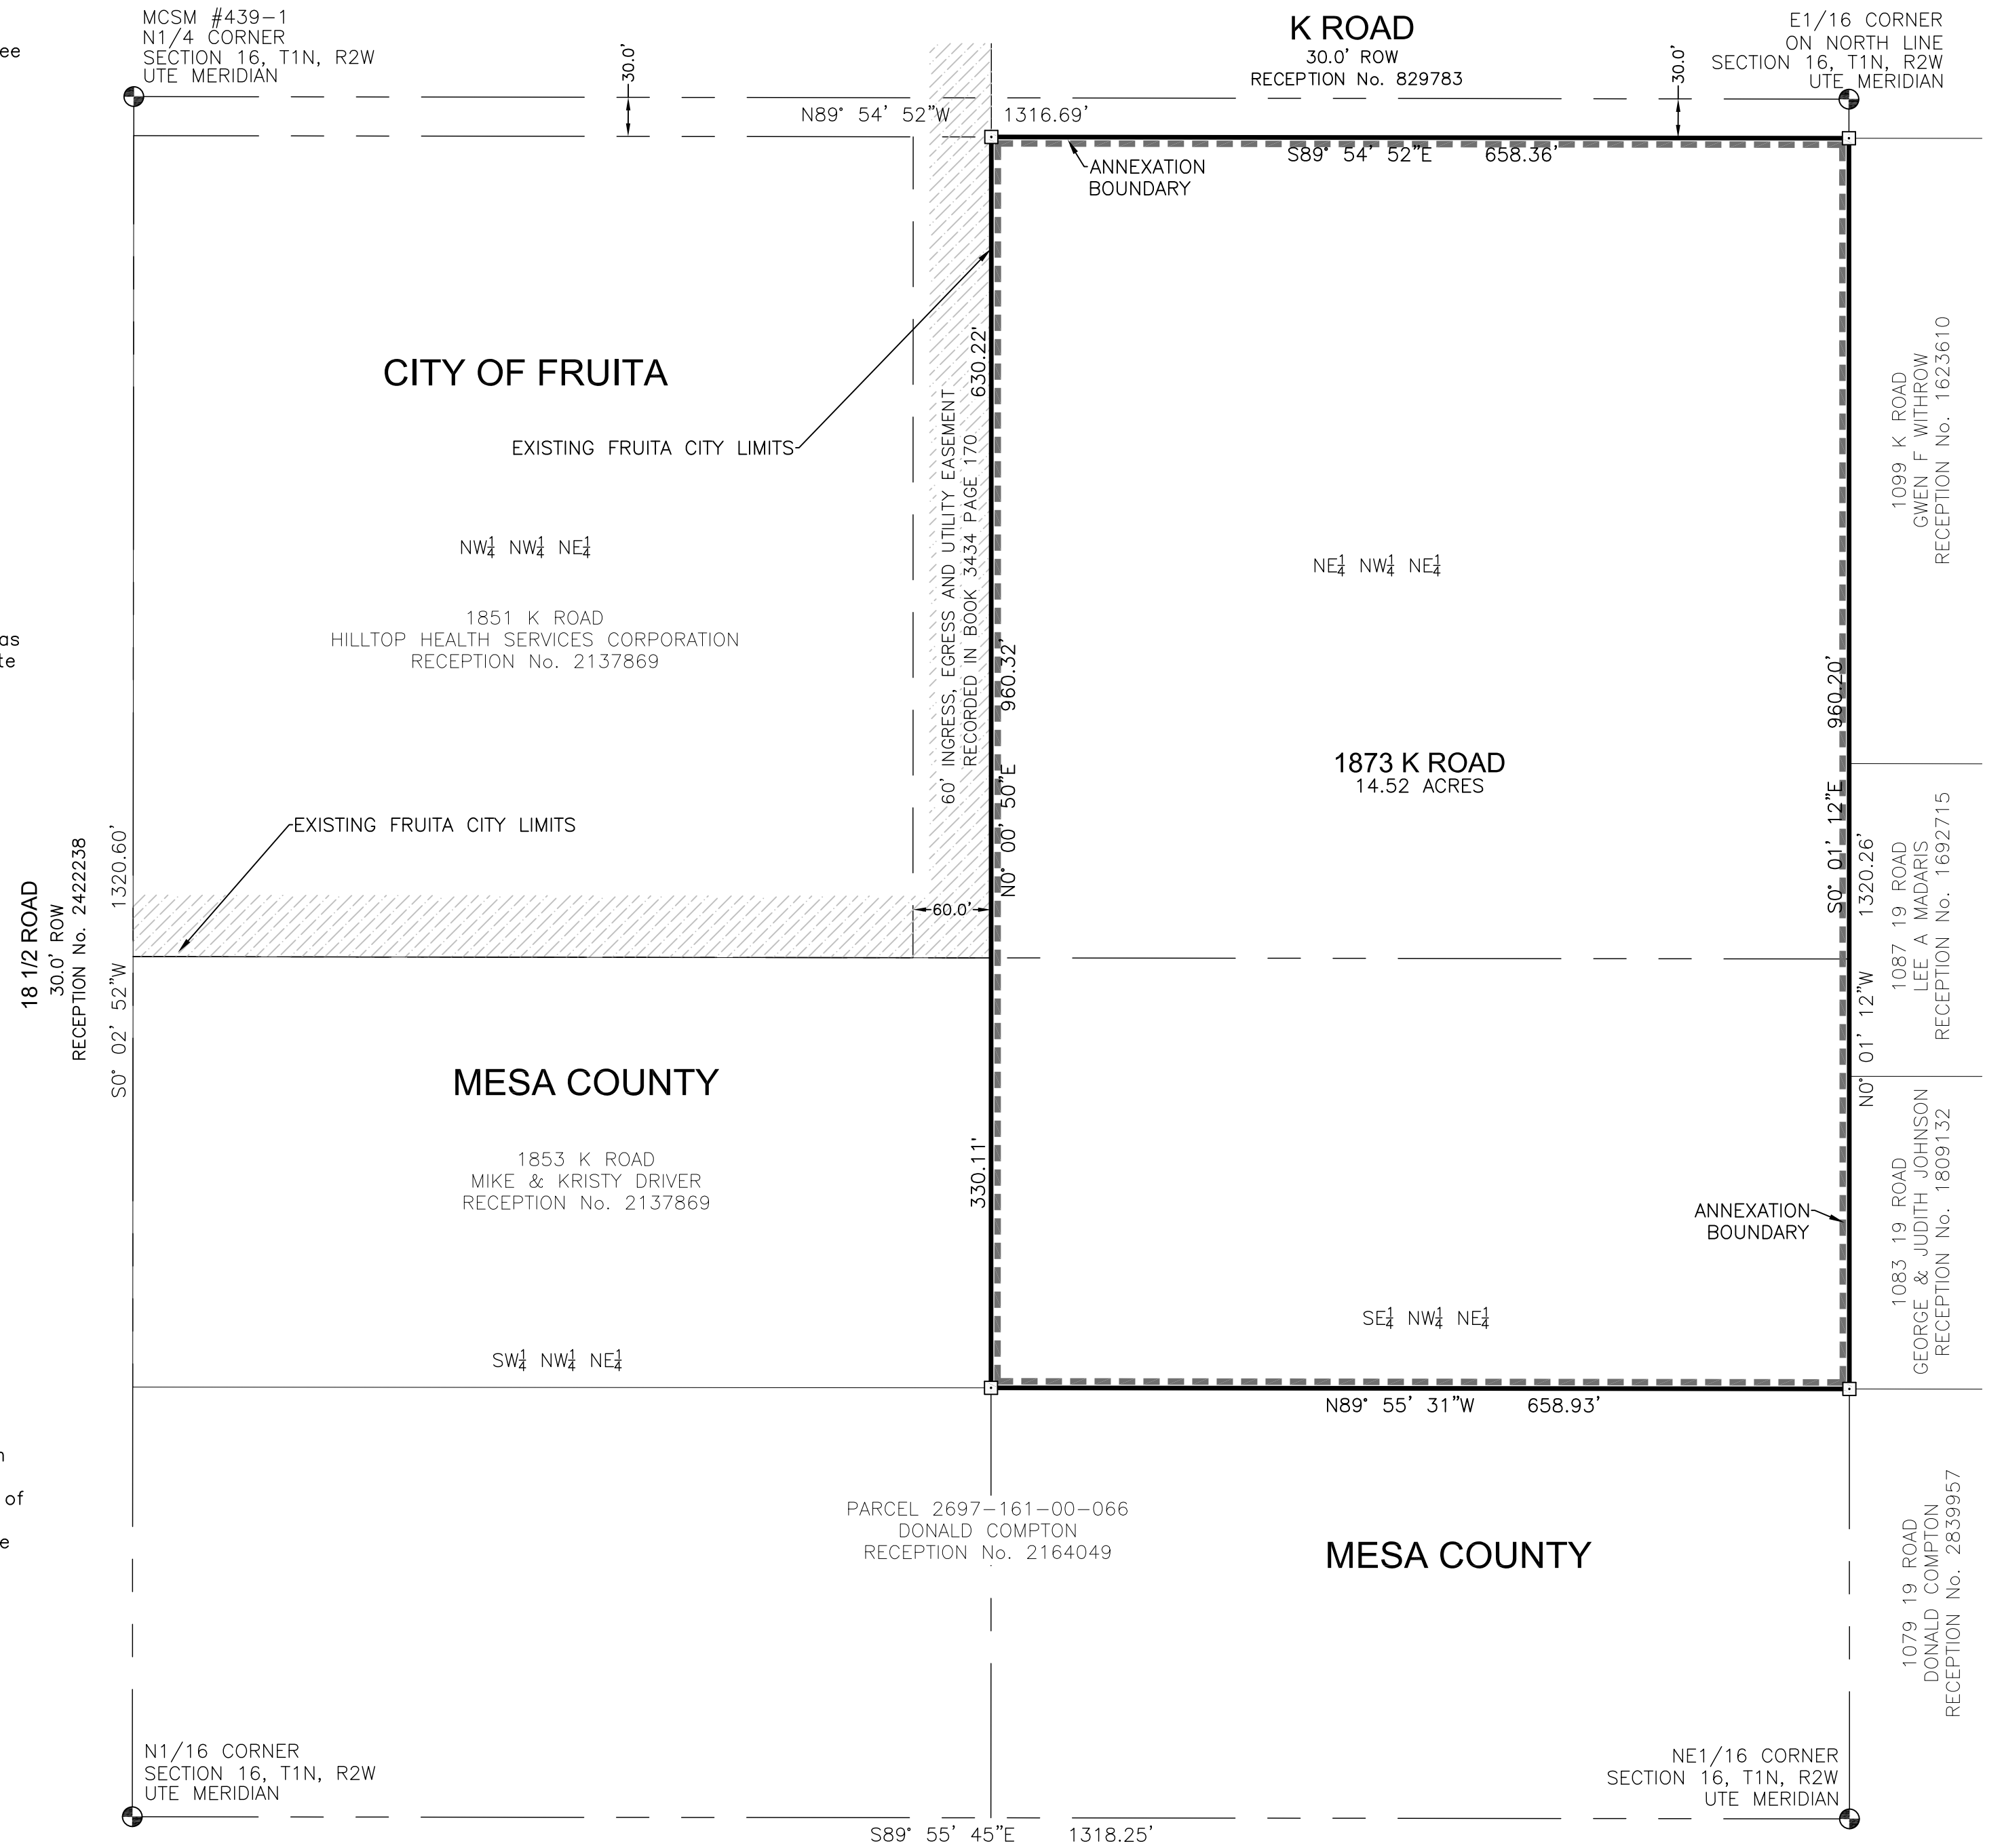 MCSM #439-1
N1/4 CORNER
SECTION 16, T1N, R2W
UTE MERIDIAN
30.0'
K ROAD
30.0' ROW
RECEPTION No. 829783
30.0'
E1/16 CORNER
ON NORTH LINE
SECTION 16, T1N, R2W
UTE MERIDIAN
ee
N89° 54' 52"W 1316.69'
S89° 54' 52"E 658.36'
ANNEXATION
BOUNDARY
CITY OF FRUITA
EXISTING FRUITA CITY LIMITS
630.22'
60' INGRESS, EGRESS AND UTILITY EASEMENT
RECORDED IN BOOK 3434 PAGE 170
NW1/4 NW1/4 NE1/4
NE1/4 NW1/4 NE1/4
1851 K ROAD
HILLTOP HEALTH SERVICES CORPORATION
RECEPTION No. 2137869
as
te
N0° 00' 50"E 960.32'
1873 K ROAD
14.52 ACRES
S0° 01' 12"E 960.20'
1099 K ROAD
GWEN F WITHROW
RECEPTION No. 1623610
EXISTING FRUITA CITY LIMITS
60.0'
18 1/2 ROAD
30.0' ROW
RECEPTION No. 2422238
S0° 02' 52"W 1320.60'
N0° 01' 12"W 1320.26'
1087 19 ROAD
LEE A MADARIS
RECEPTION No. 1692715
MESA COUNTY
1853 K ROAD
MIKE & KRISTY DRIVER
RECEPTION No. 2137869
330.11'
ANNEXATION
BOUNDARY
1083 19 ROAD
GEORGE & JUDITH JOHNSON
RECEPTION No. 1809132
SW1/4 NW1/4 NE1/4
SE1/4 NW1/4 NE1/4
N89° 55' 31"W 658.93'
n
of
e
PARCEL 2697-161-00-066
DONALD COMPTON
RECEPTION No. 2164049
MESA COUNTY
1079 19 ROAD
DONALD COMPTON
RECEPTION No. 2839957
N1/16 CORNER
SECTION 16, T1N, R2W
UTE MERIDIAN
NE1/16 CORNER
SECTION 16, T1N, R2W
UTE MERIDIAN
S89° 55' 45"E 1318.25'